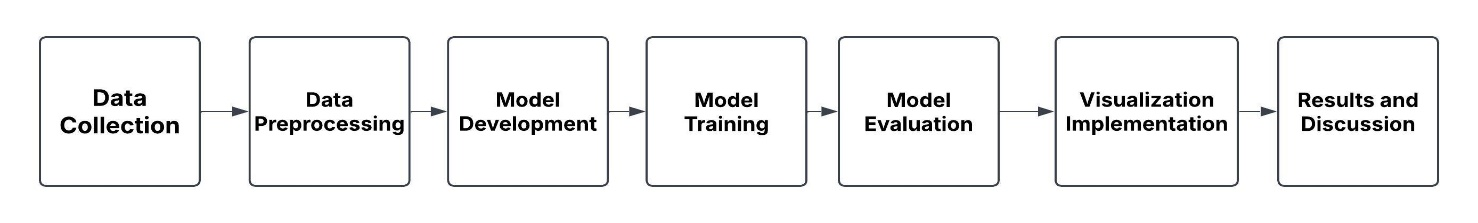 Data
Collection
Data
Preprocessing
Model
Development
Model
Training
Model
Evaluation
Visualization
Implementation
Results and
Discussion